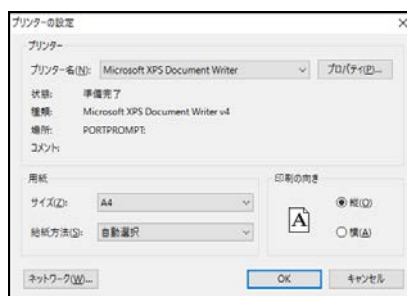 プリンターの設定
プリンター
プリンター名(N): Microsoft XPS Document Writer プロパティ(P)...
状態: 準備完了
種類: Microsoft XPS Document Writer v4
場所: PORTPROMPT:
コメント:
用紙
印刷の向き
サイズ(Z): A4
縦(O)
A
給紙方法(S): 自動選択
横(A)
ネットワーク(W)... OK キャンセル